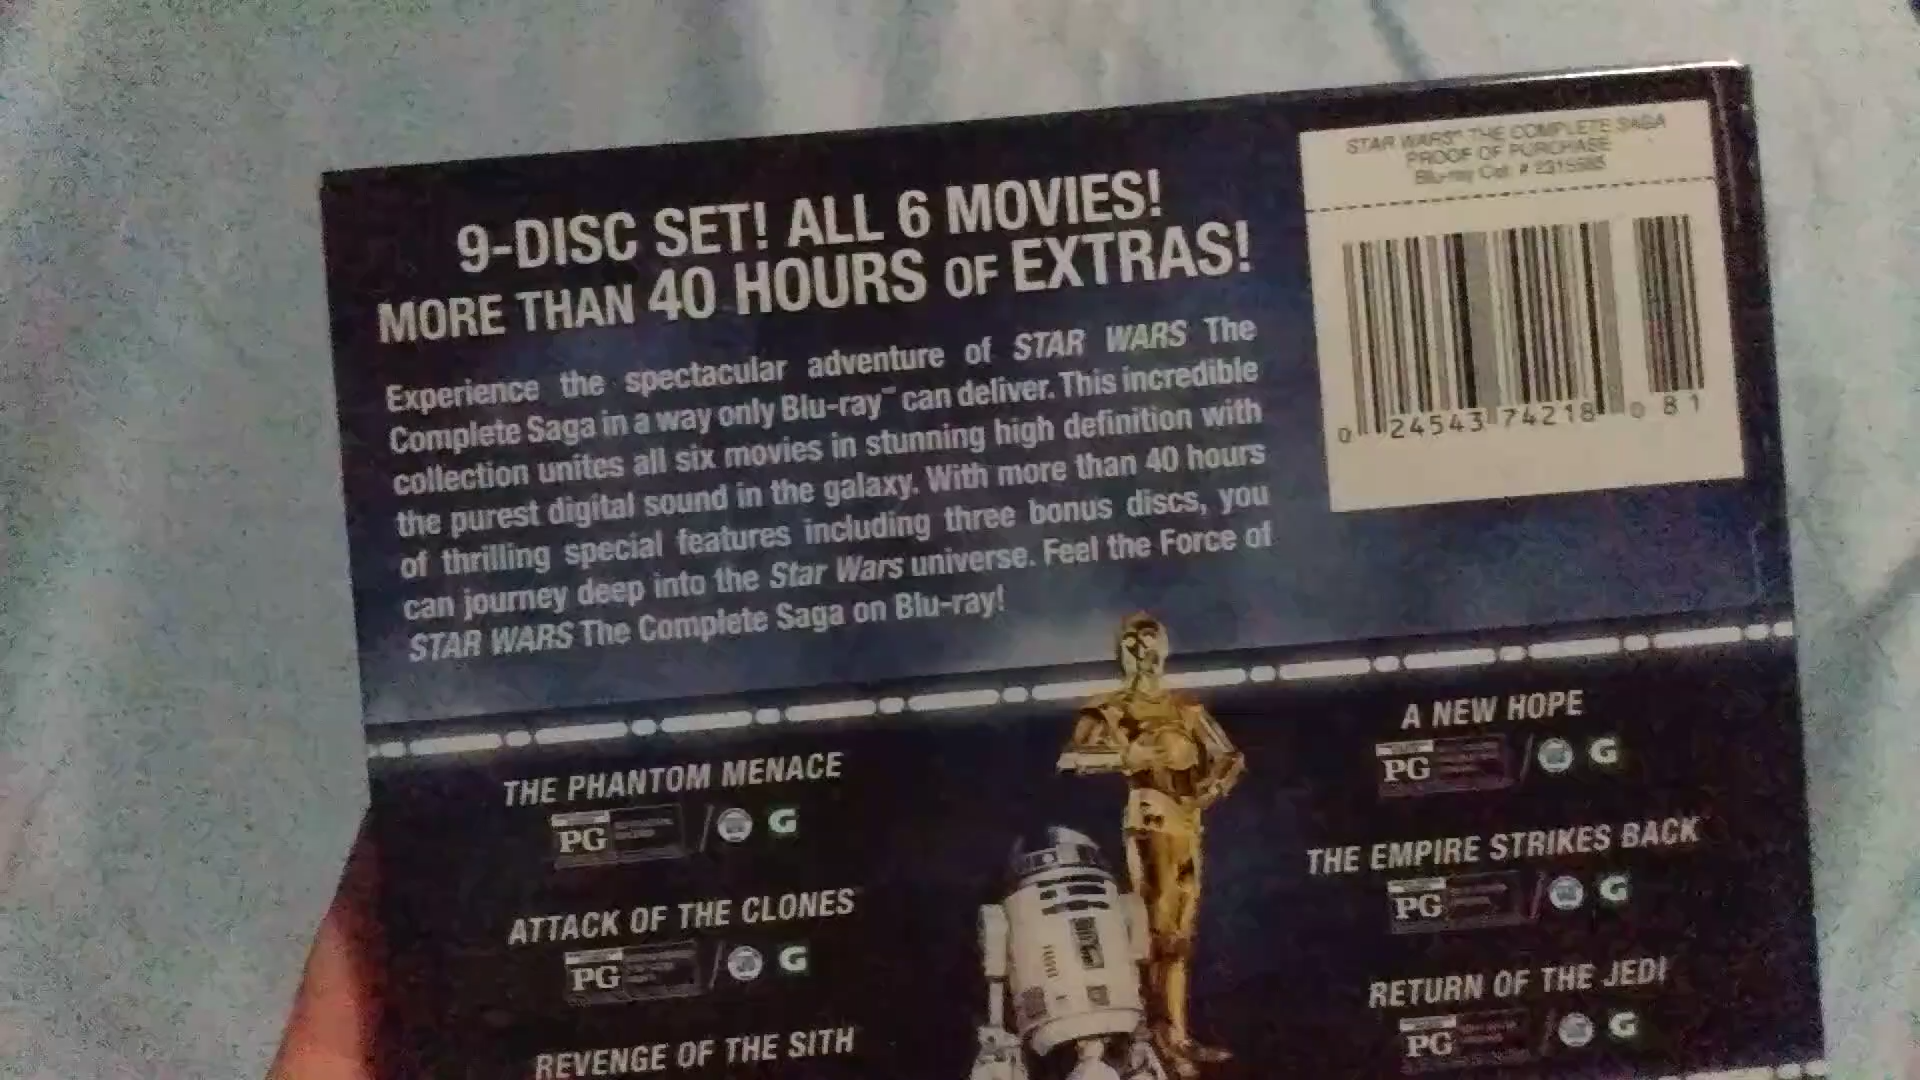 STAR WARS THE COMPLETE SAGA
PROOF OF PURCHASE
Blu-ray Cat. #
9-DISC SET! ALL 6 MOVIES!
MORE THAN 40 HOURS OF EXTRAS!
Experience the spectacular adventure of STAR WARS The
Complete Saga in a way only Blu-ray™ can deliver. This incredible
collection unites all six movies in stunning high definition with
the purest digital sound in the galaxy. With more than 40 hours
of thrilling special features including three bonus discs, you
can journey deep into the Star Wars universe. Feel the Force of
STAR WARS The Complete Saga on Blu-ray!
0 24543 74218 0 81
THE PHANTOM MENACE
PG / G
ATTACK OF THE CLONES
PG / G
REVENGE OF THE SITH
A NEW HOPE
PG / G
THE EMPIRE STRIKES BACK
PG / G
RETURN OF THE JEDI
PG / G